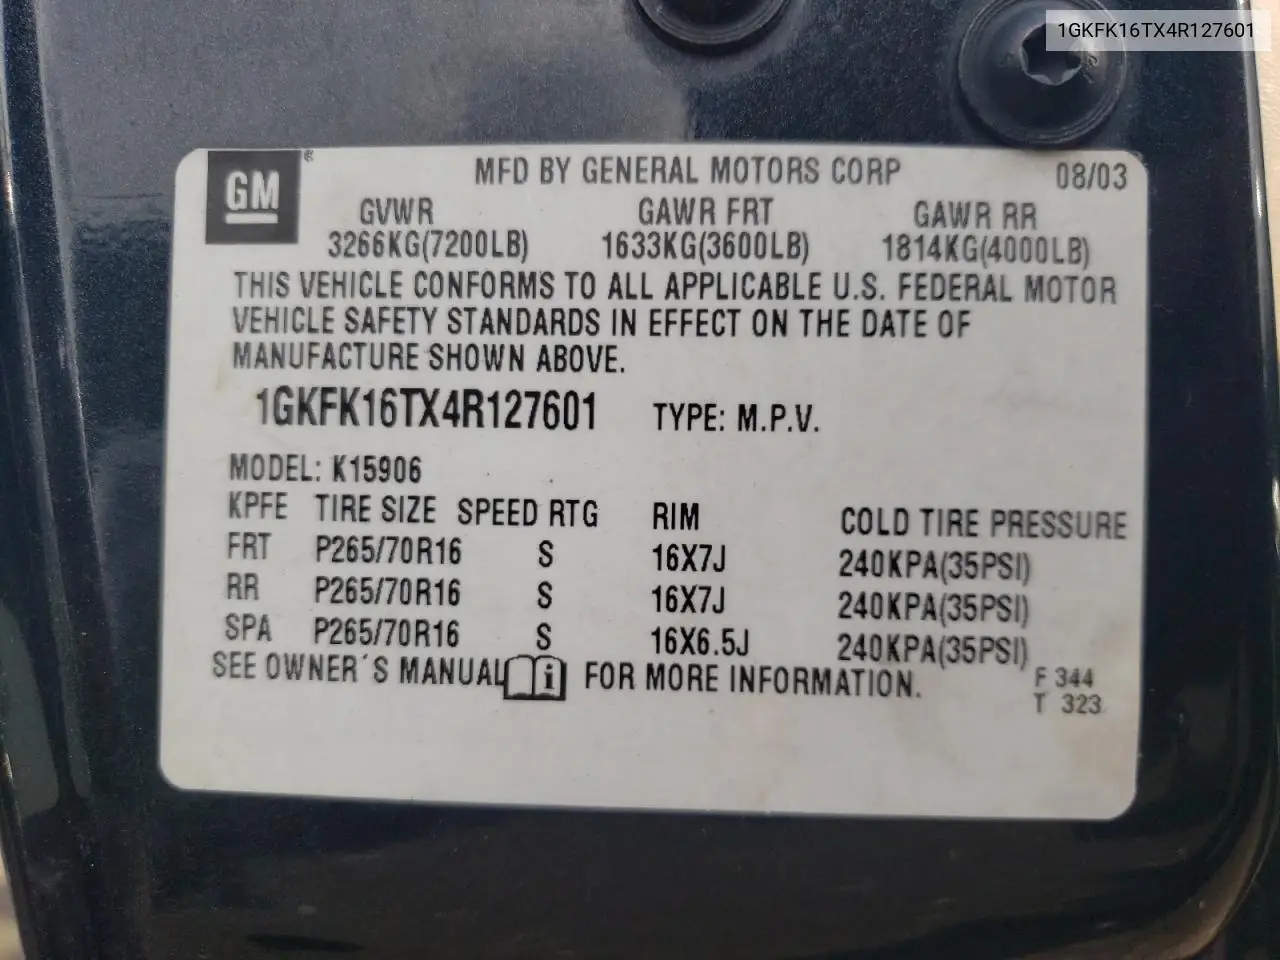 1GKFK16TX4R127601
GM®
MFD BY GENERAL MOTORS CORP 08/03
GVWR GAWR FRT GAWR RR
3266KG(7200LB) 1633KG(3600LB) 1814KG(4000LB)
THIS VEHICLE CONFORMS TO ALL APPLICABLE U.S. FEDERAL MOTOR
VEHICLE SAFETY STANDARDS IN EFFECT ON THE DATE OF
MANUFACTURE SHOWN ABOVE.
1GKFK16TX4R127601 TYPE: M.P.V.
MODEL: K15906
KPFE TIRE SIZE SPEED RTG RIM COLD TIRE PRESSURE
FRT P265/70R16 S 16X7J 240KPA(35PSI)
RR P265/70R16 S 16X7J 240KPA(35PSI)
SPA P265/70R16 S 16X6.5J 240KPA(35PSI)
SEE OWNER'S MANUAL i FOR MORE INFORMATION.
F 344
T 323